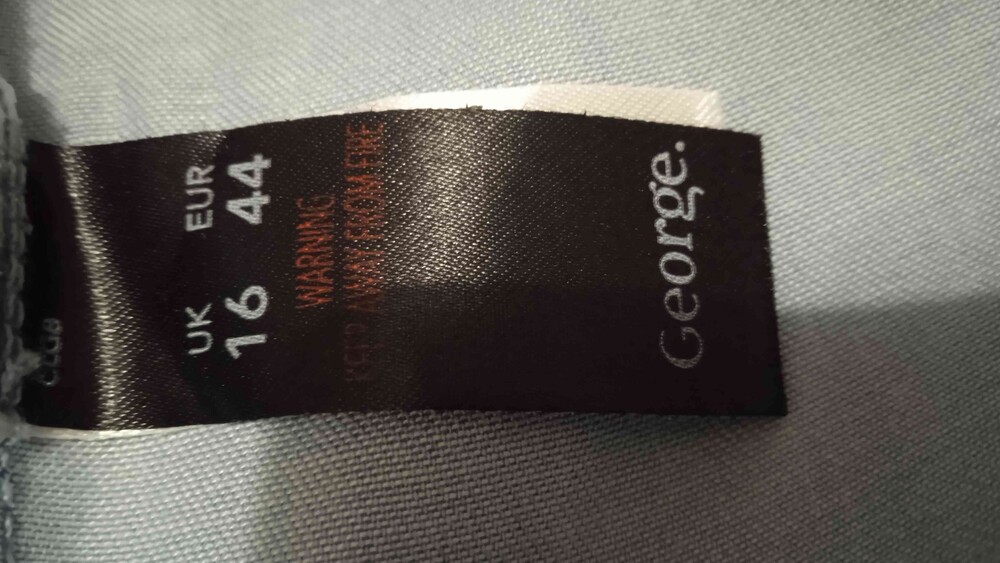 George.
WARNING
KEEP AWAY FROM FIRE
UK EUR
16 44